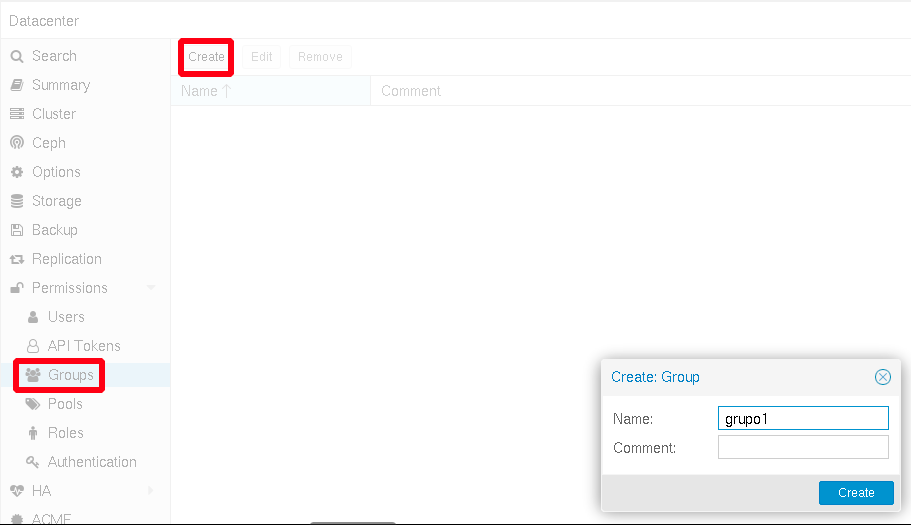 Datacenter
Search
Summary
Cluster
Ceph
Options
Storage
Backup
Replication
Permissions
Users
API Tokens
Groups
Pools
Roles
Authentication
HA
ACME
Create Edit Remove
Name Comment
Create: Group
Name: grupo1
Comment:
Create